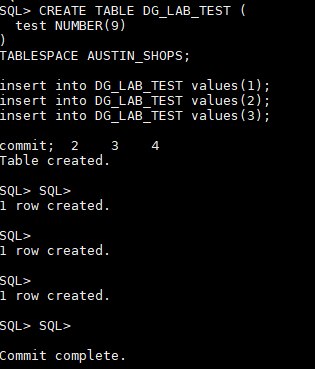 SQL> CREATE TABLE DG_LAB_TEST (
test NUMBER(9)
)
TABLESPACE AUSTIN_SHOPS;
insert into DG_LAB_TEST values(1);
insert into DG_LAB_TEST values(2);
insert into DG_LAB_TEST values(3);
commit;  2    3    4
Table created.
SQL> SQL>
1 row created.
SQL>
1 row created.
SQL>
1 row created.
SQL> SQL>
Commit complete.